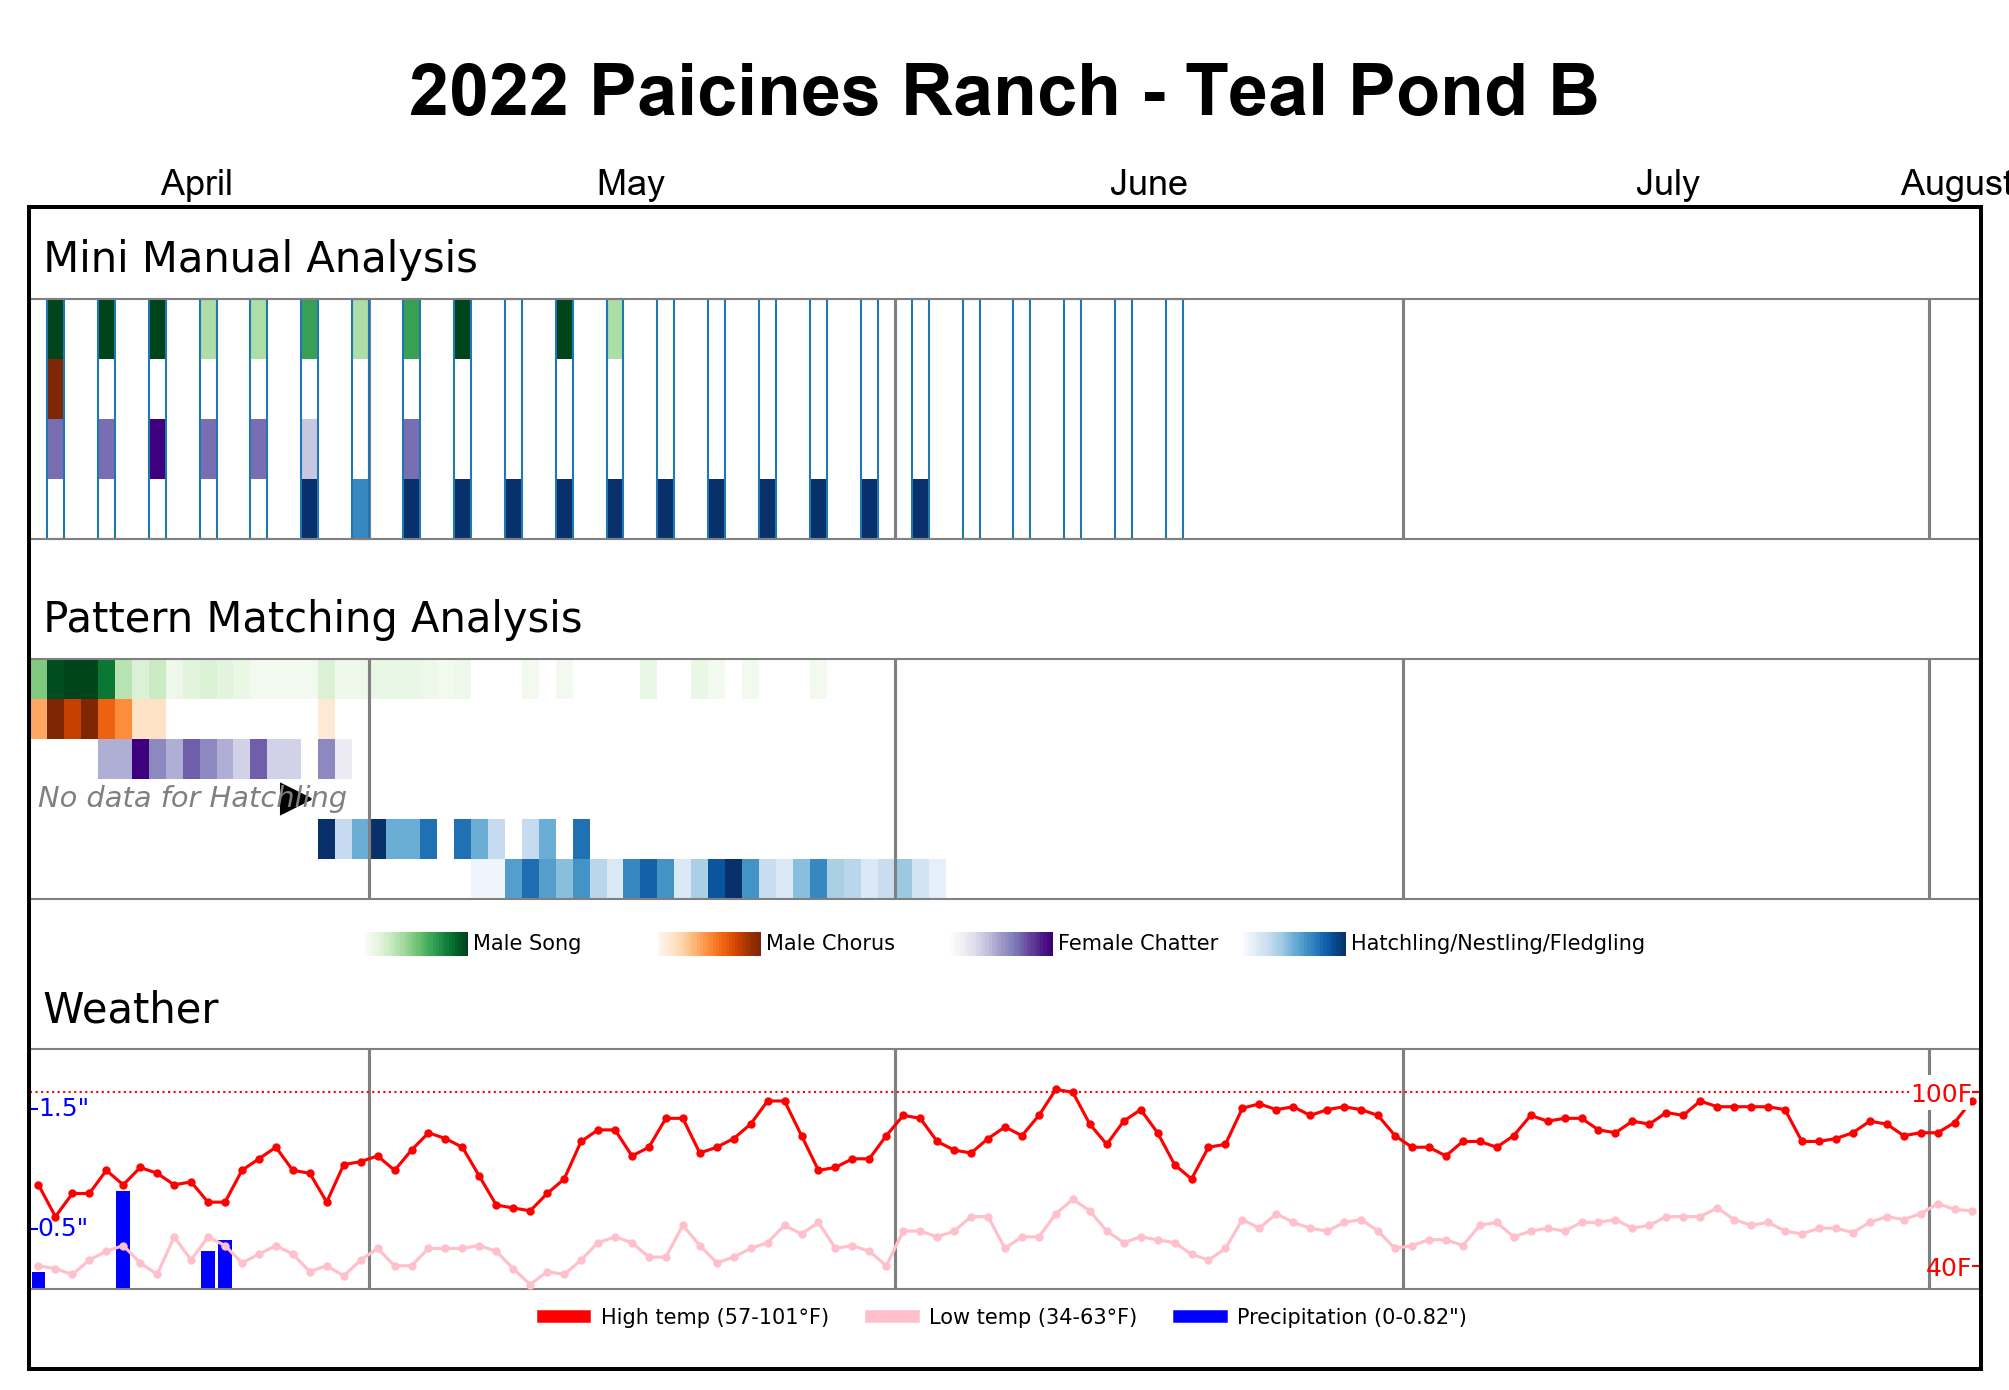 2022 Paicines Ranch - Teal Pond B
April May June July August
Mini Manual Analysis
Pattern Matching Analysis
No data for Hatchling
Male Song Male Chorus Female Chatter Hatchling/Nestling/Fledgling
Weather
100F
1.5"
0.5"
40F
High temp (57-101°F) Low temp (34-63°F) Precipitation (0-0.82")